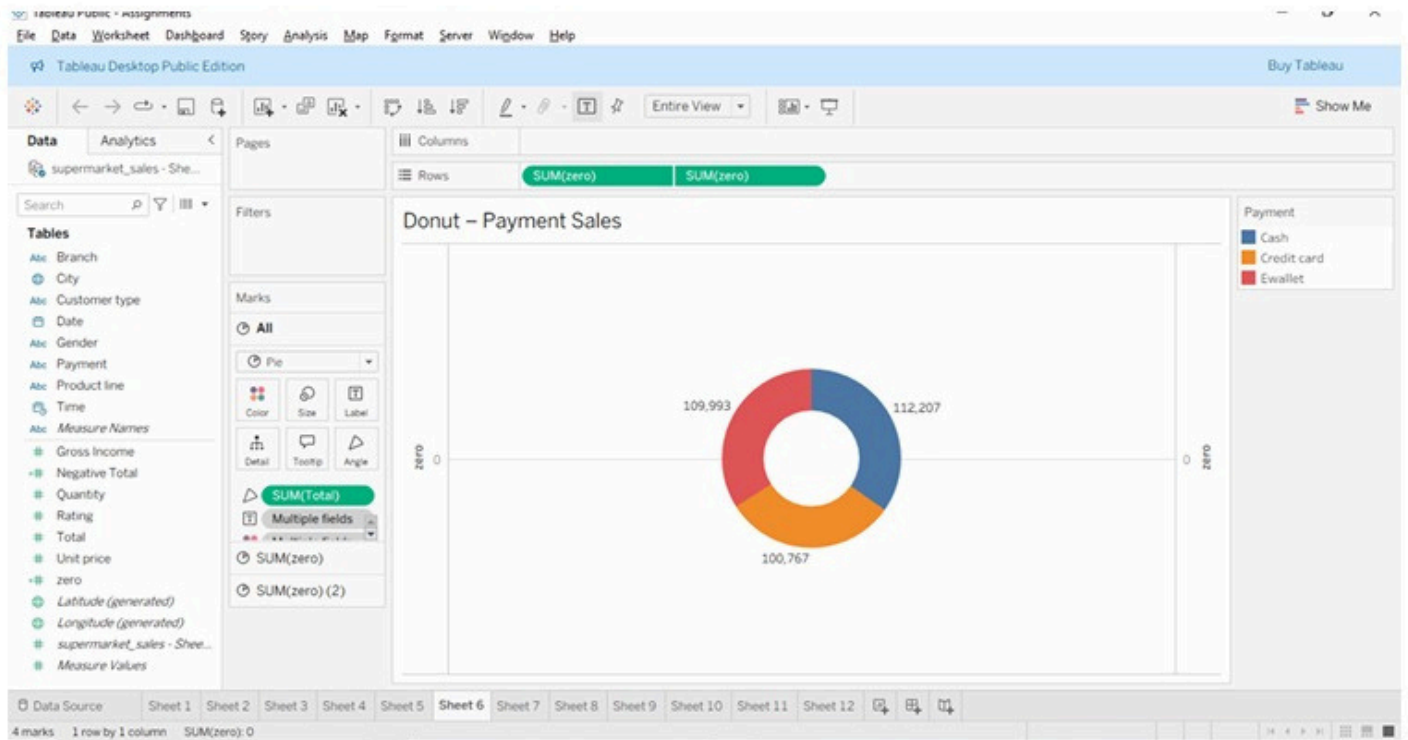 Tableau Public - Assignments
File Data Worksheet Dashboard Story Analysis Map Format Server Window Help
Tableau Desktop Public Edition Buy Tableau
Entire View Show Me
Data Analytics
supermarket_sales - She...
Search
Tables
Branch
City
Customer type
Date
Gender
Payment
Product line
Time
Measure Names
Gross Income
Negative Total
Quantity
Rating
Total
Unit price
zero
Latitude (generated)
Longitude (generated)
supermarket_sales - Shee...
Measure Values
Pages
Filters
Marks
All
Pie
Color Size Label
Detail Tooltip Angle
SUM(Total)
Multiple fields
SUM(zero)
SUM(zero) (2)
Columns
Rows SUM(zero) SUM(zero)
Donut – Payment Sales
109,993
112,207
100,767
zero 0
0 zero
Payment
Cash
Credit card
Ewallet
Data Source Sheet 1 Sheet 2 Sheet 3 Sheet 4 Sheet 5 Sheet 6 Sheet 7 Sheet 8 Sheet 9 Sheet 10 Sheet 11 Sheet 12
4 marks 1 row by 1 column SUM(zero): 0